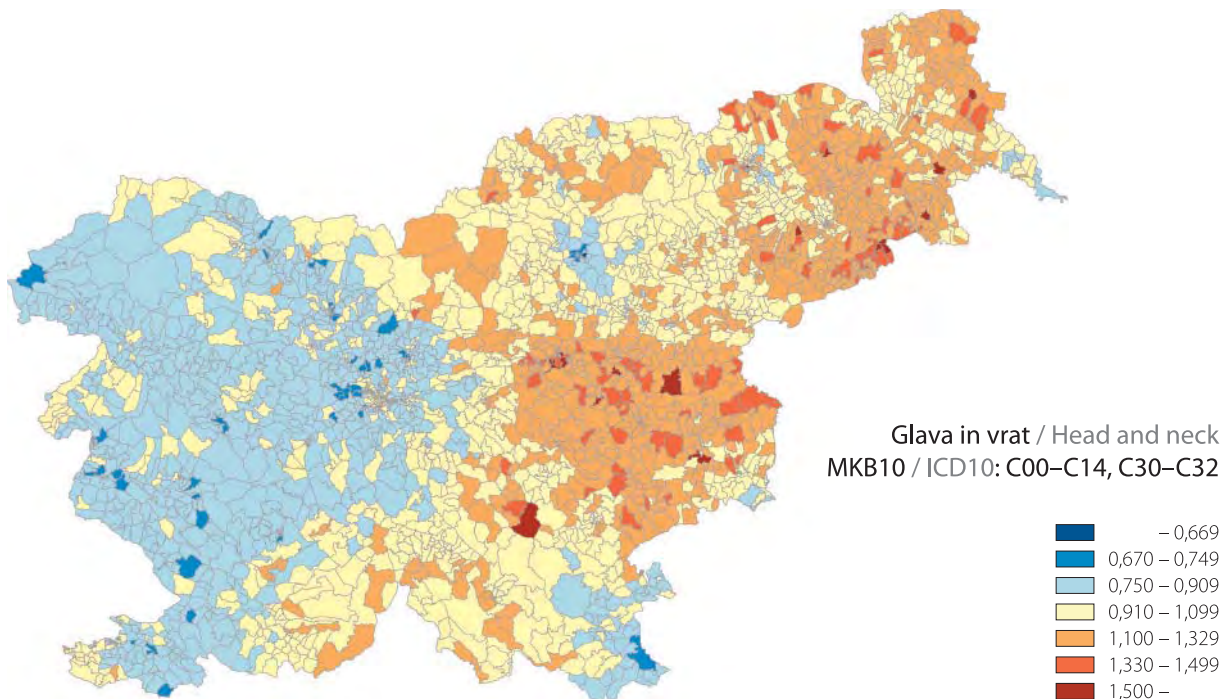 Glava in vrat / Head and neck
MKB10 / ICD10: C00–C14, C30–C32
– 0,669
0,670 – 0,749
0,750 – 0,909
0,910 – 1,099
1,100 – 1,329
1,330 – 1,499
1,500 –